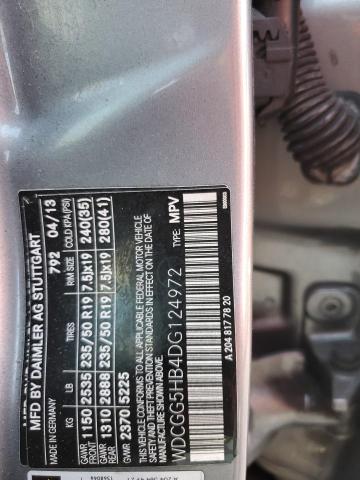 MFD BY DAIMLER AG STUTTGART
MADE IN GERMANY 792 04/13
KG LB TIRES RIM SIZE COLD KPA(PSI)
GAWR FRONT 1150 2535 235/50 R19 7.5Jx19 240(35)
GAWR REAR 1310 2888 235/50 R19 7.5Jx19 280(41)
GVWR 2370 5225
THIS VEHICLE CONFORMS TO ALL APPLICABLE FEDERAL MOTOR VEHICLE
SAFETY, BUMPER, AND THEFT PREVENTION STANDARDS IN EFFECT ON THE DATE OF
MANUFACTURE SHOWN ABOVE.
WDCGG5HB4DG124972 TYPE: MPV
A 204 817 78 20